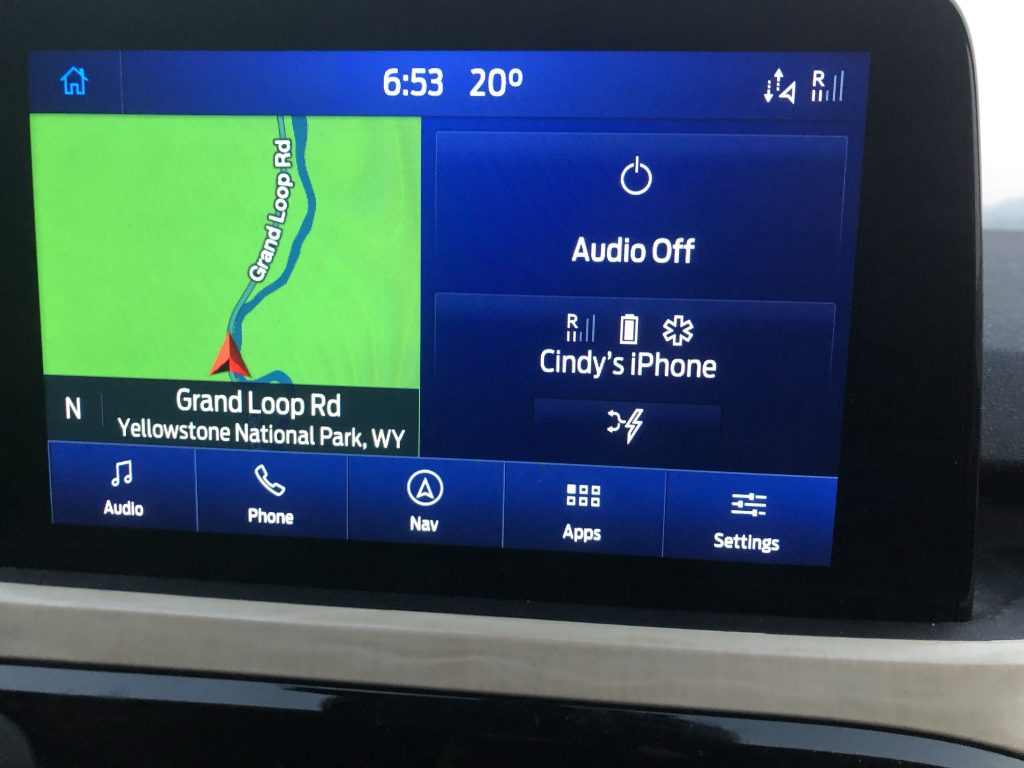 6:53 20º
R
Grand Loop Rd
Audio Off
R
Cindy's iPhone
N
Grand Loop Rd
Yellowstone National Park, WY
Audio
Phone
Nav
Apps
Settings